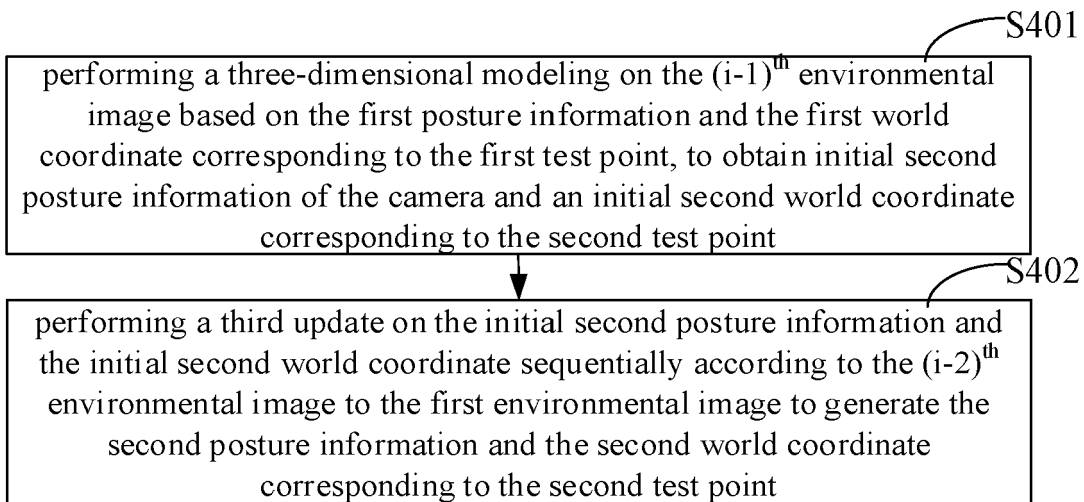 S401
performing a three-dimensional modeling on the (i-1)th environmental
image based on the first posture information and the first world
coordinate corresponding to the first test point, to obtain initial second
posture information of the camera and an initial second world coordinate
corresponding to the second test point
S402
performing a third update on the initial second posture information and
the initial second world coordinate sequentially according to the (i-2)th
environmental image to the first environmental image to generate the
second posture information and the second world coordinate
corresponding to the second test point